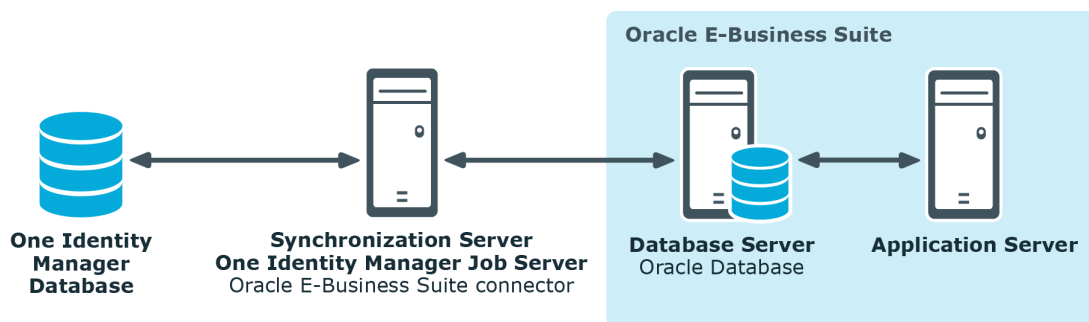 Oracle E-Business Suite
One Identity
Manager
Database
Synchronization Server
One Identity Manager Job Server
Oracle E-Business Suite connector
Database Server
Oracle Database
Application Server